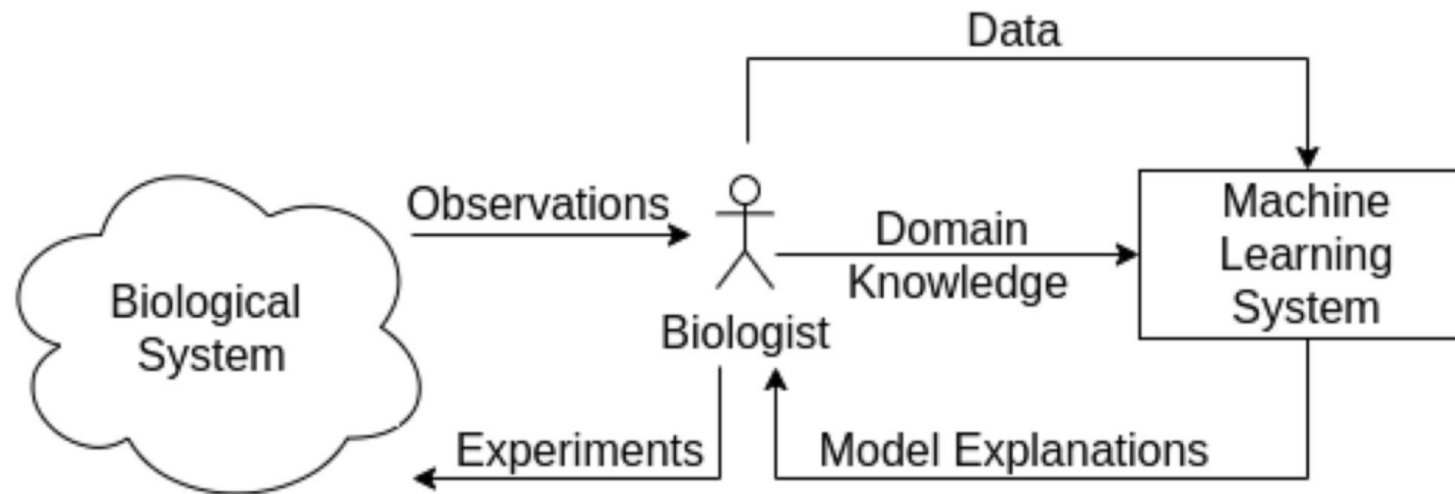 Data
Observations
Domain
Knowledge
Machine
Learning
System
Biological
System
Biologist
Experiments
Model Explanations